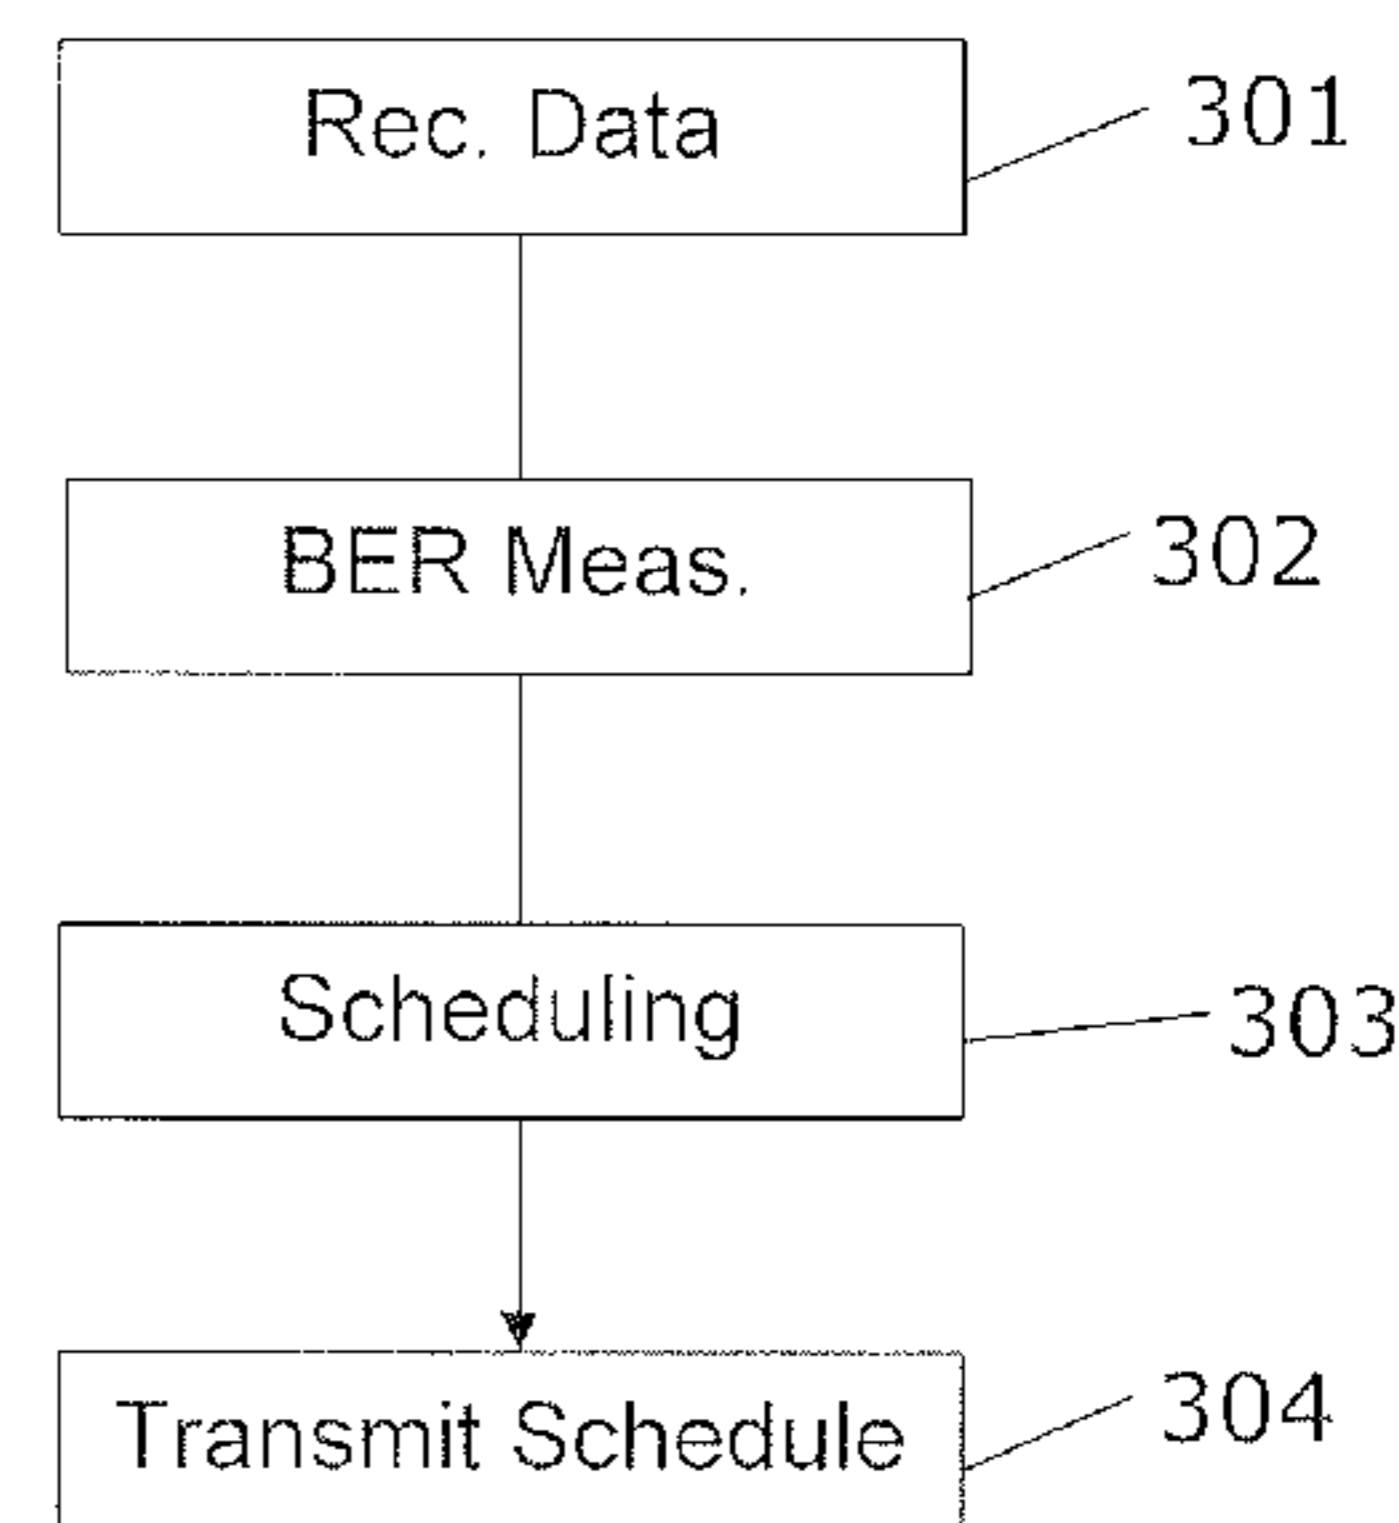 Rec. Data 301
BER Meas. 302
Scheduling 303
Transmit Schedule 304